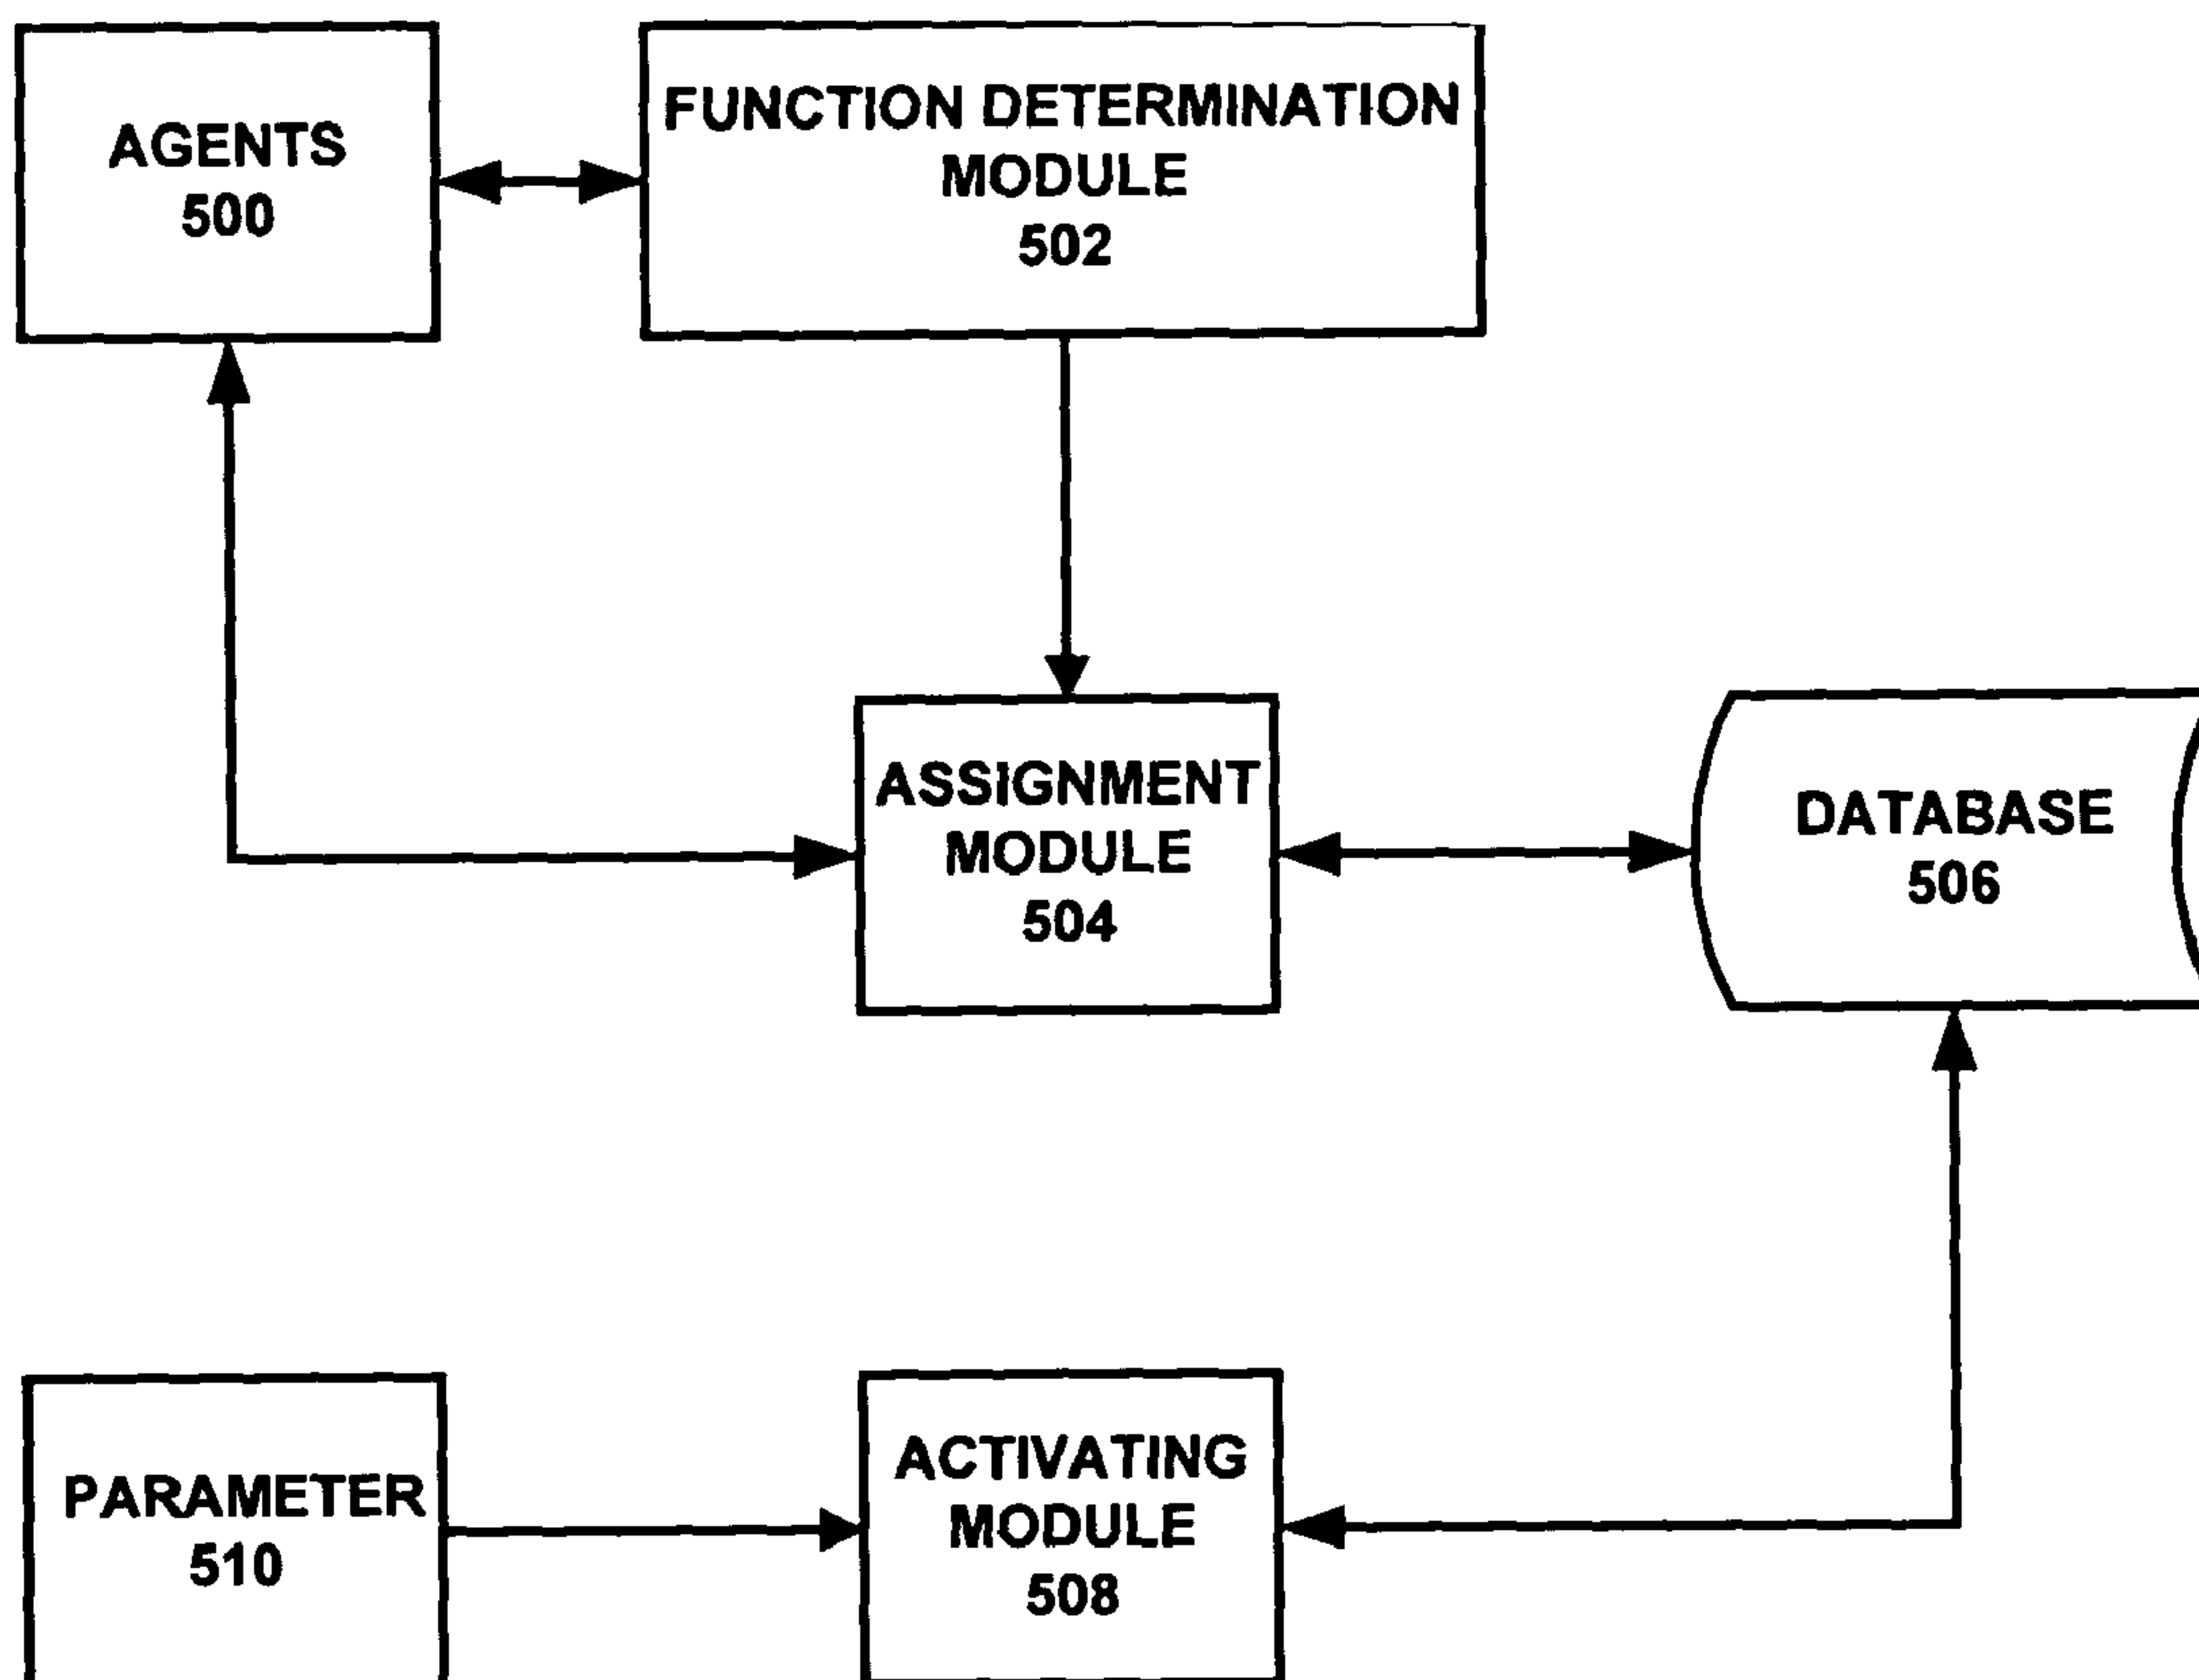 AGENTS
500
FUNCTION DETERMINATION
MODULE
502
ASSIGNMENT
MODULE
504
DATABASE
506
PARAMETER
510
ACTIVATING
MODULE
508